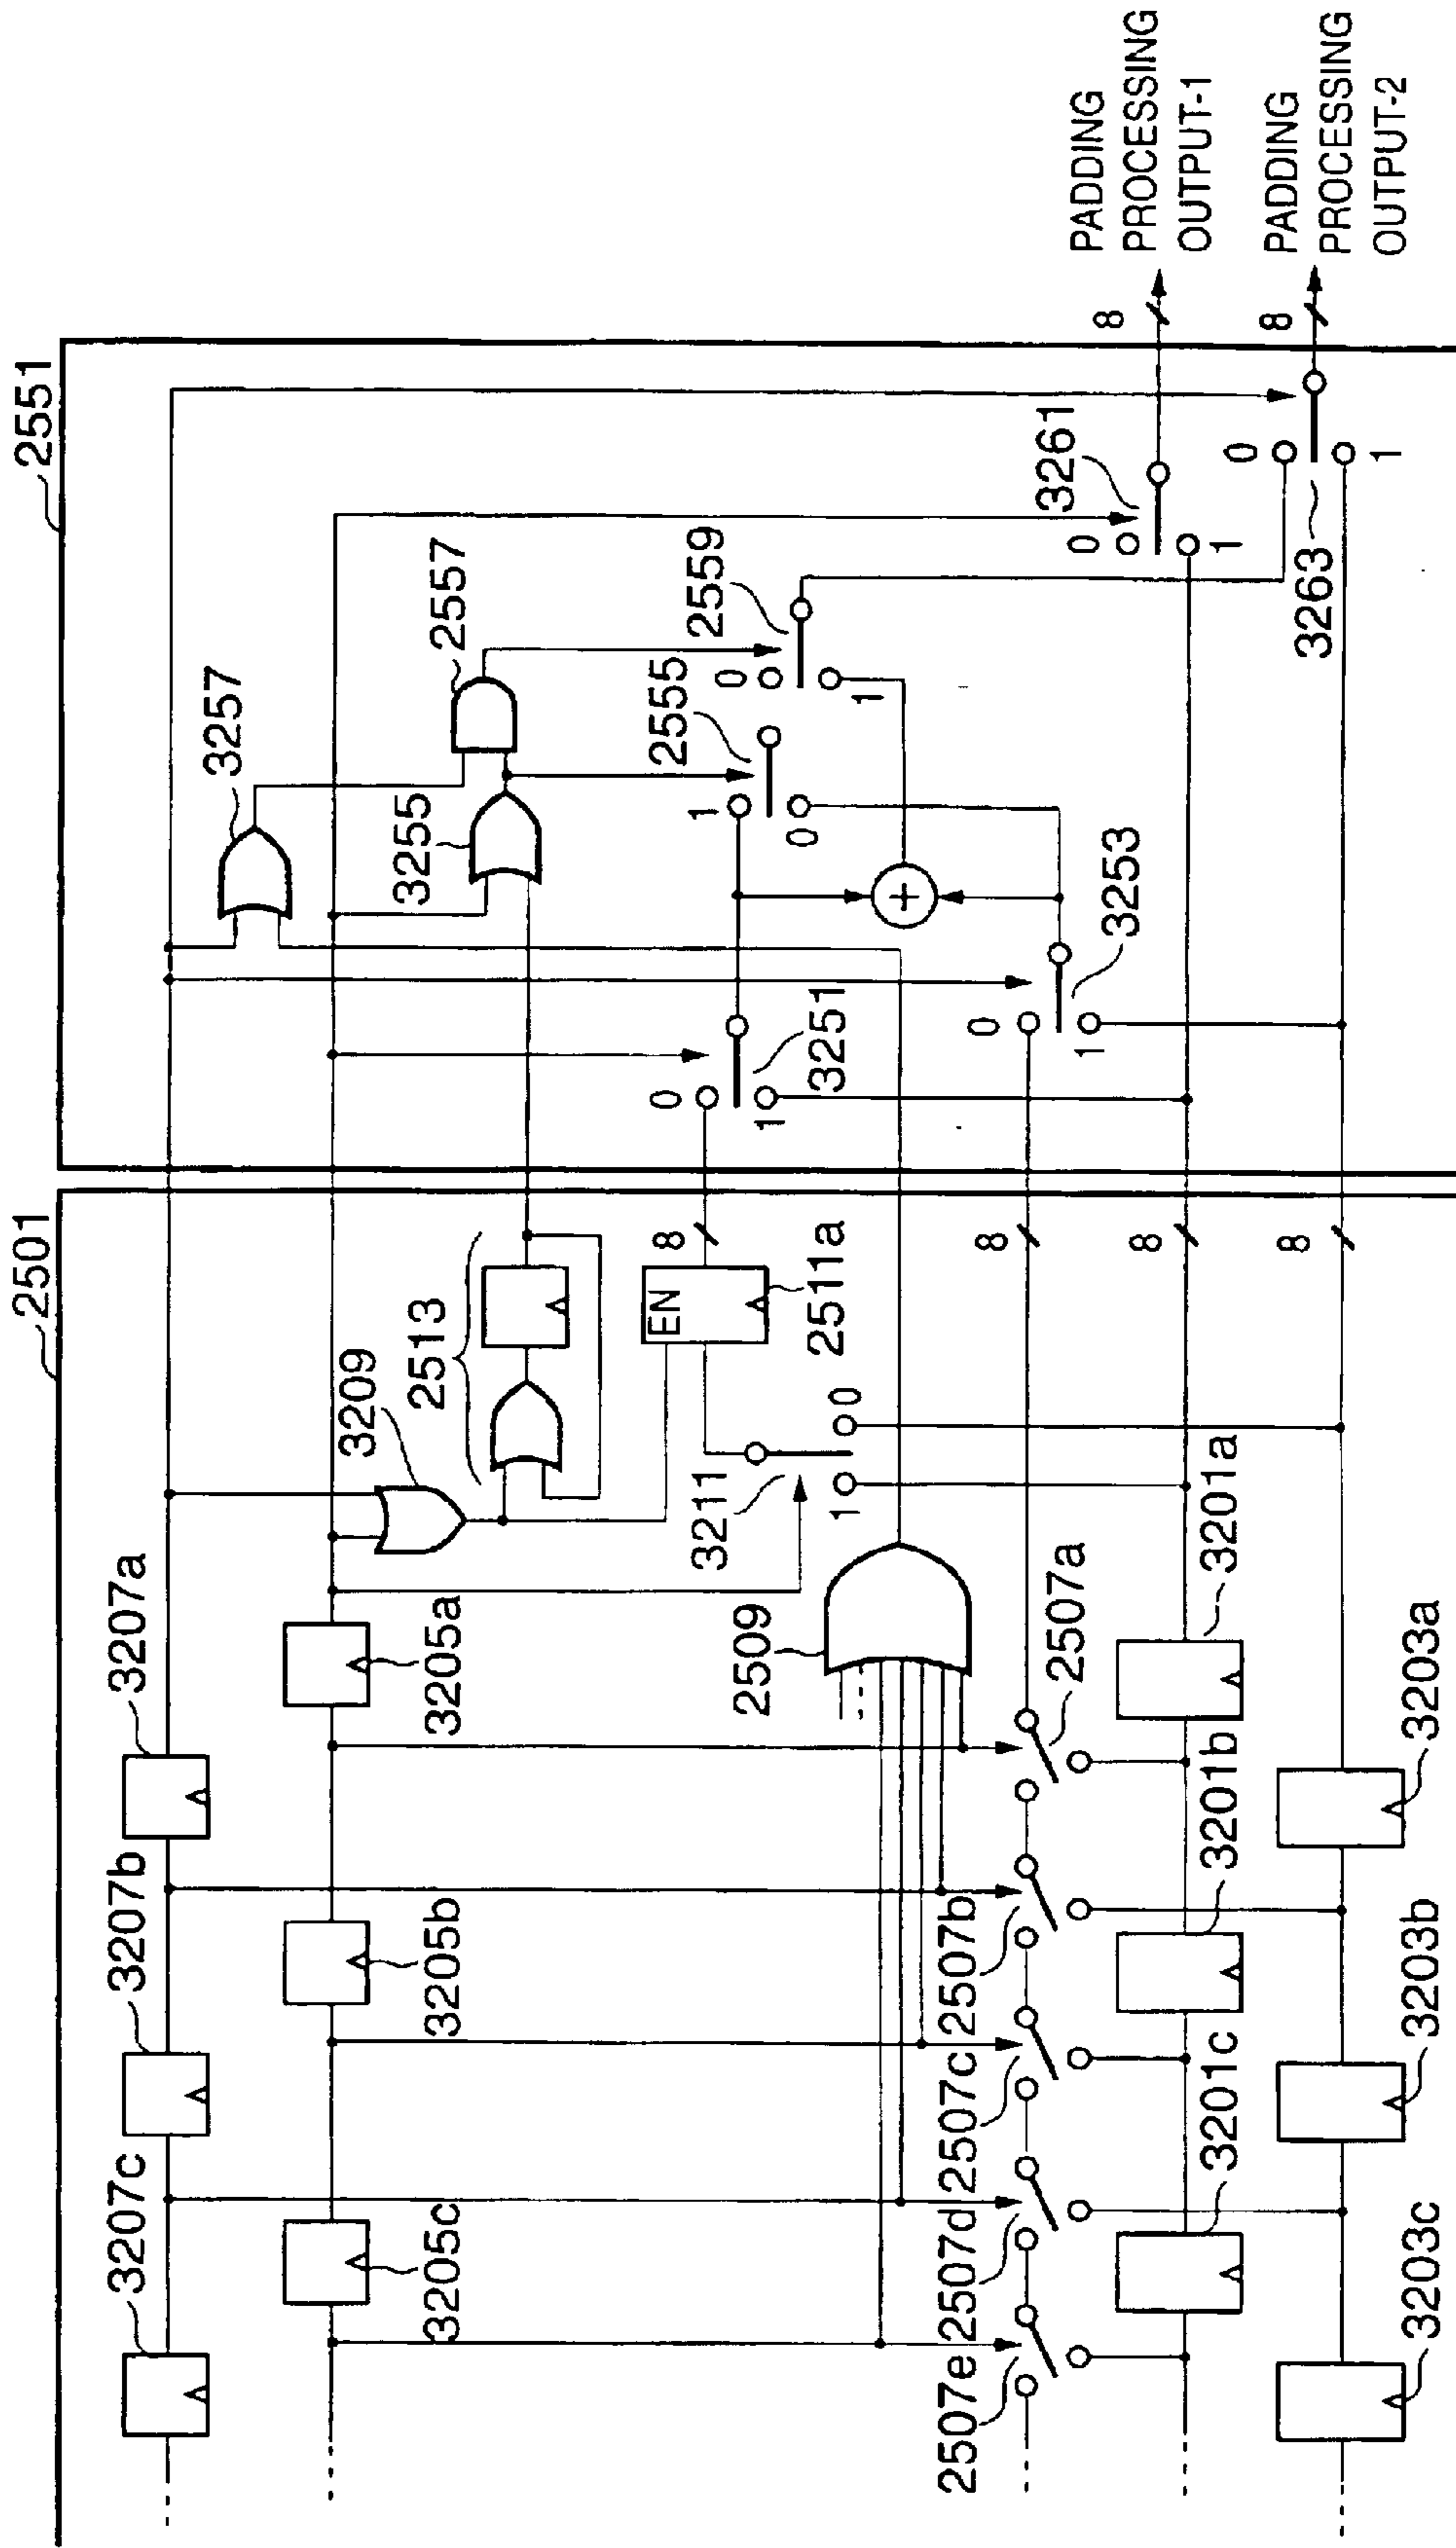 2501
2551
3207c
3207b
3207a
3257
3205c
3205b
3205a
3209
2513
3255
2557
EN
8
2511a
2555
2559
3211
1
0
0
1
3251
1
0
0
1
2509
0
1
3253
2507e
2507d
2507c
2507b
2507a
8
0
1
3261
8
PADDING
PROCESSING
OUTPUT-1
3201c
3201b
3201a
8
0
1
3263
8
PADDING
PROCESSING
OUTPUT-2
3203c
3203b
3203a
8